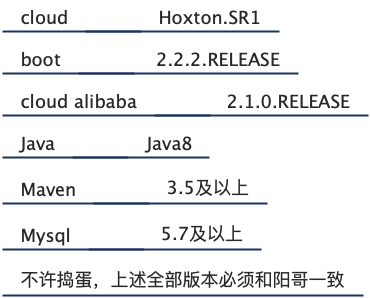 cloud Hoxton.SR1
boot 2.2.2.RELEASE
cloud alibaba 2.1.0.RELEASE
Java Java8
Maven 3.5及以上
Mysql 5.7及以上
不许捣蛋，上述全部版本必须和阳哥一致